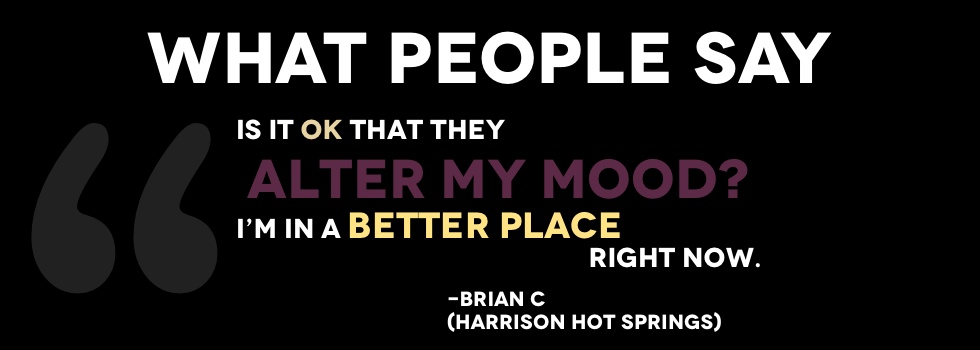 WHAT PEOPLE SAY
IS IT OK THAT THEY
ALTER MY MOOD?
I'M IN A BETTER PLACE
RIGHT NOW.
–BRIAN C
(HARRISON HOT SPRINGS)